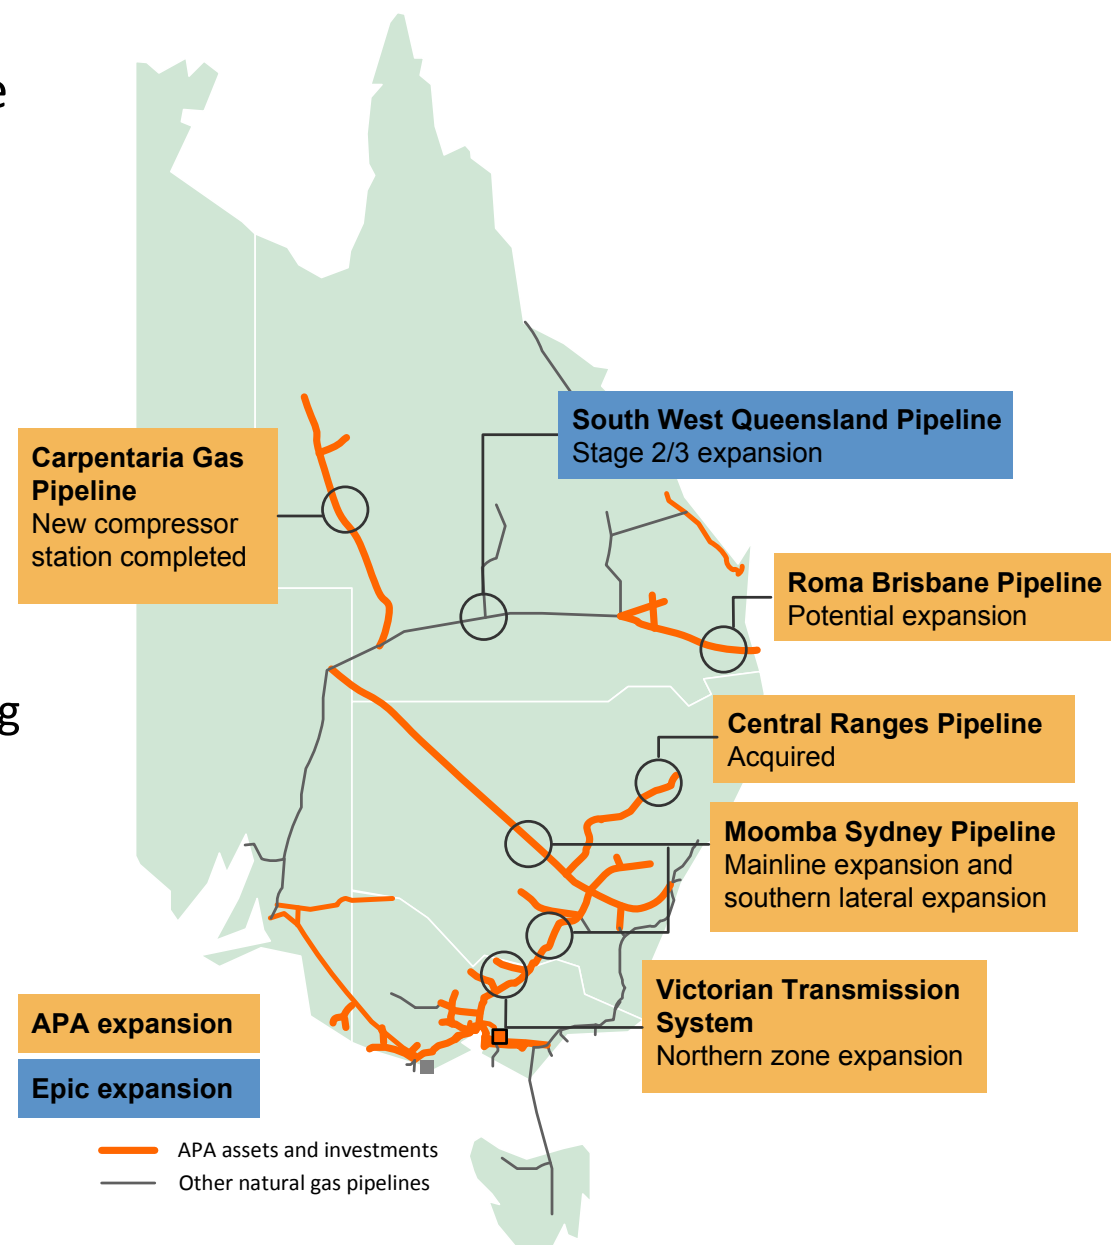 e
South West Queensland Pipeline
Stage 2/3 expansion
Carpentaria Gas
Pipeline
New compressor
station completed
Roma Brisbane Pipeline
Potential expansion
g
Central Ranges Pipeline
Acquired
Moomba Sydney Pipeline
Mainline expansion and
southern lateral expansion
Victorian Transmission
System
Northern zone expansion
APA expansion
Epic expansion
APA assets and investments
Other natural gas pipelines